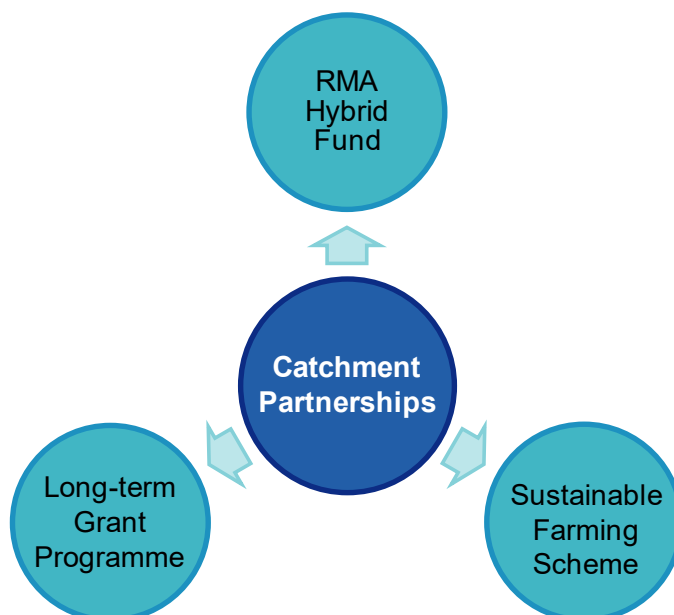 RMA
Hybrid
Fund
Catchment
Partnerships
Long-term
Grant
Programme
Sustainable
Farming
Scheme